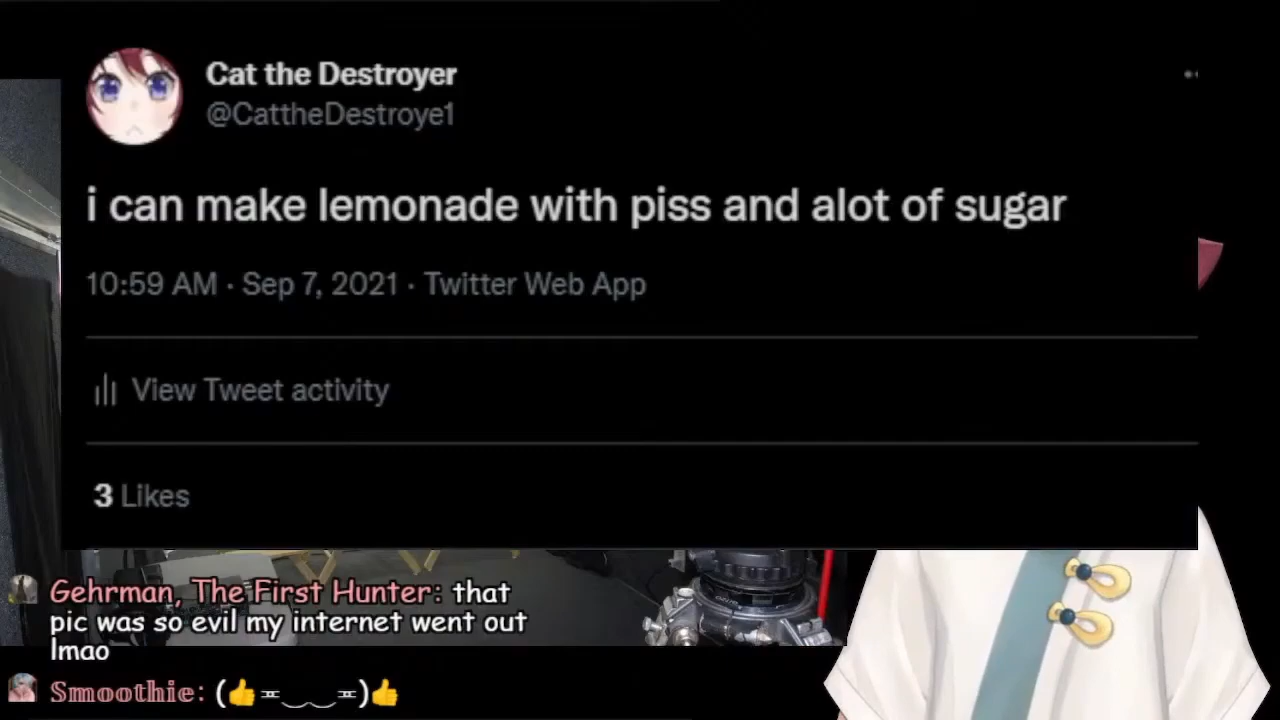 Cat the Destroyer
@CattheDestroye1
i can make lemonade with piss and alot of sugar
10:59 AM · Sep 7, 2021 · Twitter Web App
View Tweet activity
3 Likes
Gehrman, The First Hunter: that
pic was so evil my internet went out
lmao
Smoothie: (👍≖‿‿≖)👍